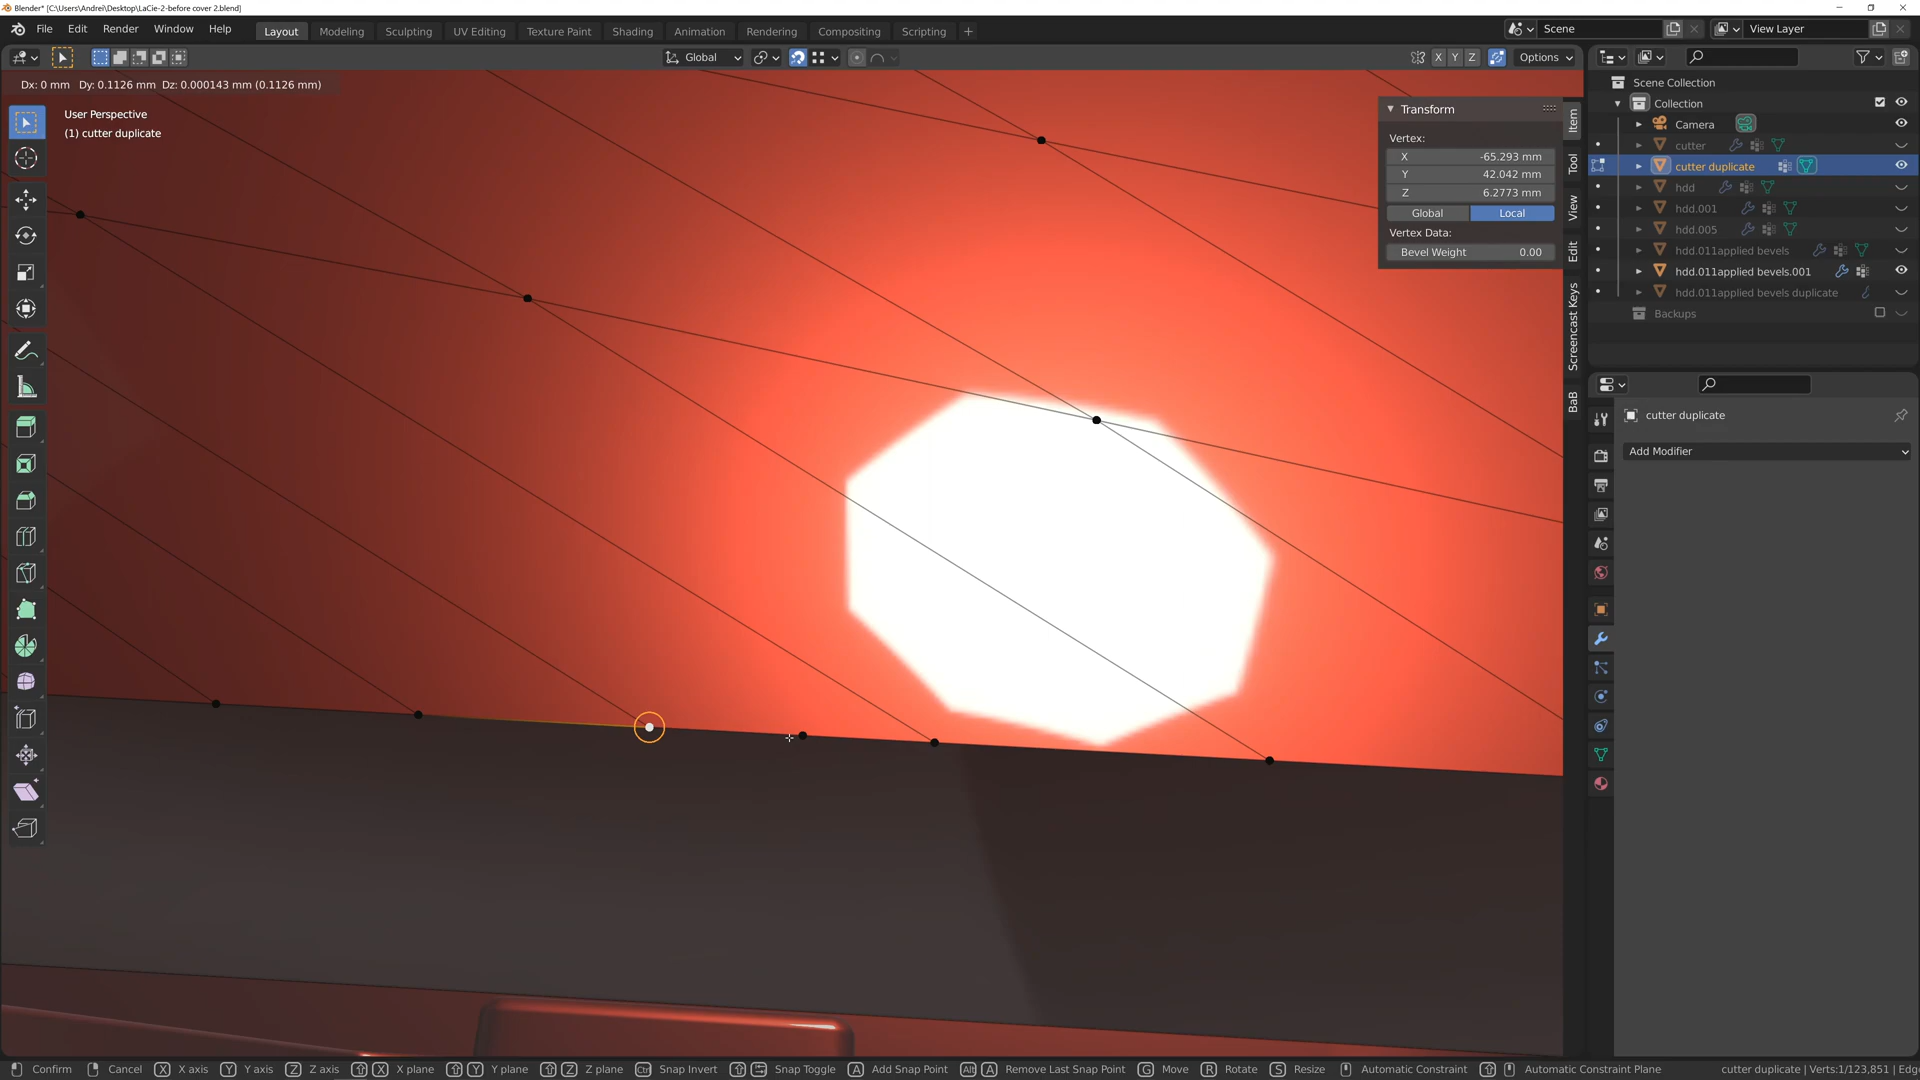 Blender* [C:\Users\Andrei\Desktop\LaCie-2-before cover 2.blend]
File Edit Render Window Help Layout Modeling Sculpting UV Editing Texture Paint Shading Animation Rendering Compositing Scripting + Scene View Layer
Global X Y Z Options
Dx: 0 mm Dy: 0.1126 mm Dz: 0.000143 mm (0.1126 mm)
User Perspective
(1) cutter duplicate
Transform
Vertex:
X -65.293 mm
Y 42.042 mm
Z 6.2773 mm
Global Local
Vertex Data:
Bevel Weight 0.00
Item
Tool
View
Edit
Screencast Keys
BaB
Scene Collection
Collection
Camera
cutter
cutter duplicate
hdd
hdd.001
hdd.005
hdd.011applied bevels
hdd.011applied bevels.001
hdd.011applied bevels duplicate
Backups
cutter duplicate
Add Modifier
Confirm Cancel X X axis Y Y axis Z Z axis X X plane Y Y plane Z Z plane Ctrl Snap Invert Snap Toggle A Add Snap Point Alt A Remove Last Snap Point G Move R Rotate S Resize Automatic Constraint Automatic Constraint Plane cutter duplicate | Verts:1/123,851 | Edg